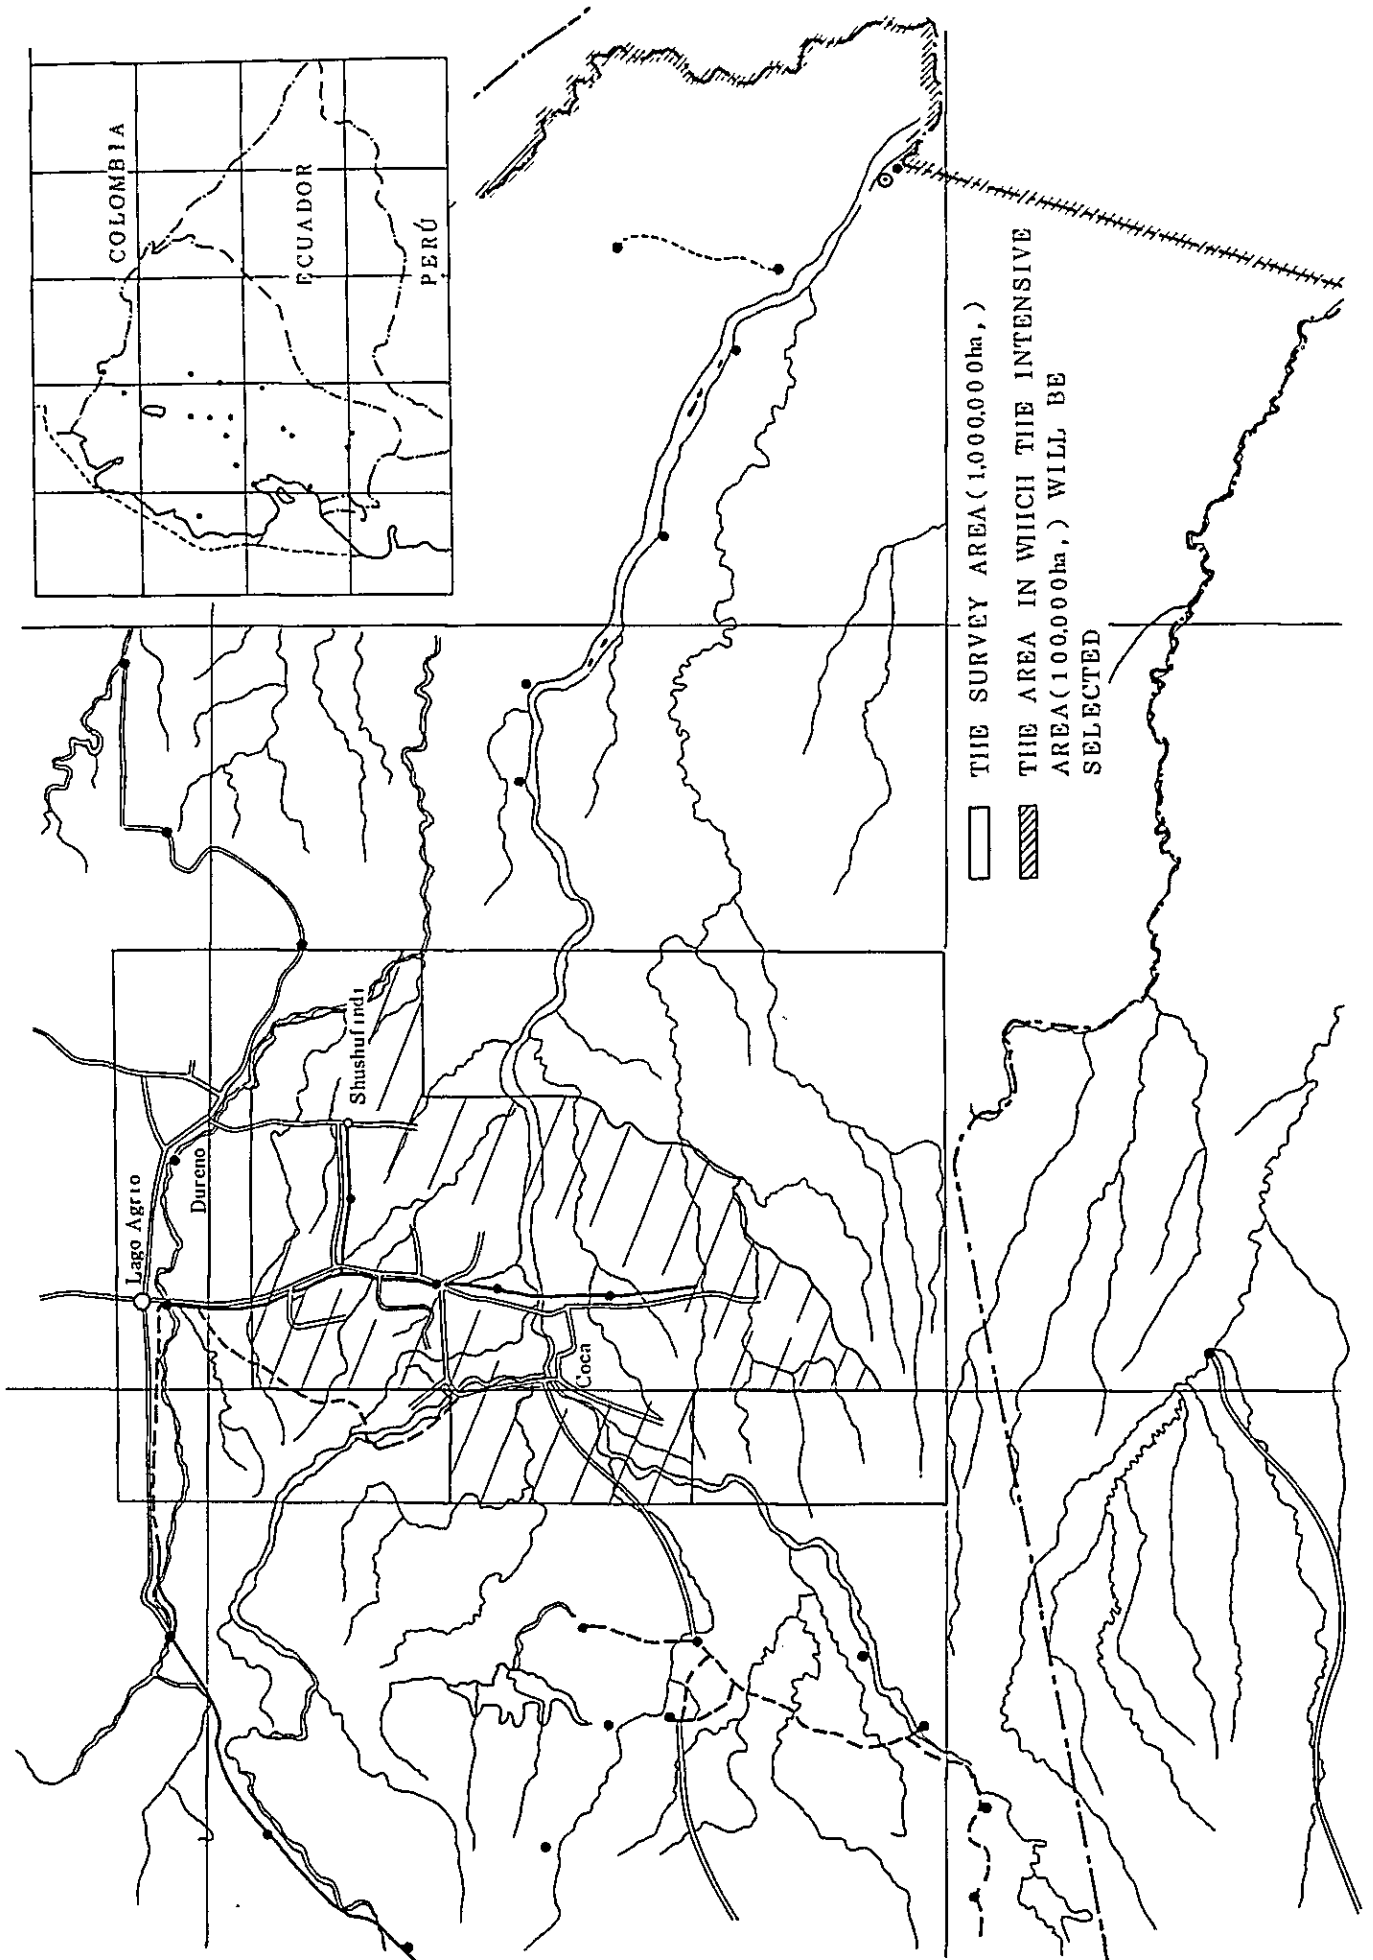 COLOMBIA
ECUADOR
PERÚ
Lago Agrio
Dureno
Shushufindi
Coca
THE SURVEY AREA(1,000,000ha,)
THE AREA IN WHICH THE INTENSIVE
AREA(100,000ha,) WILL BE
SELECTED